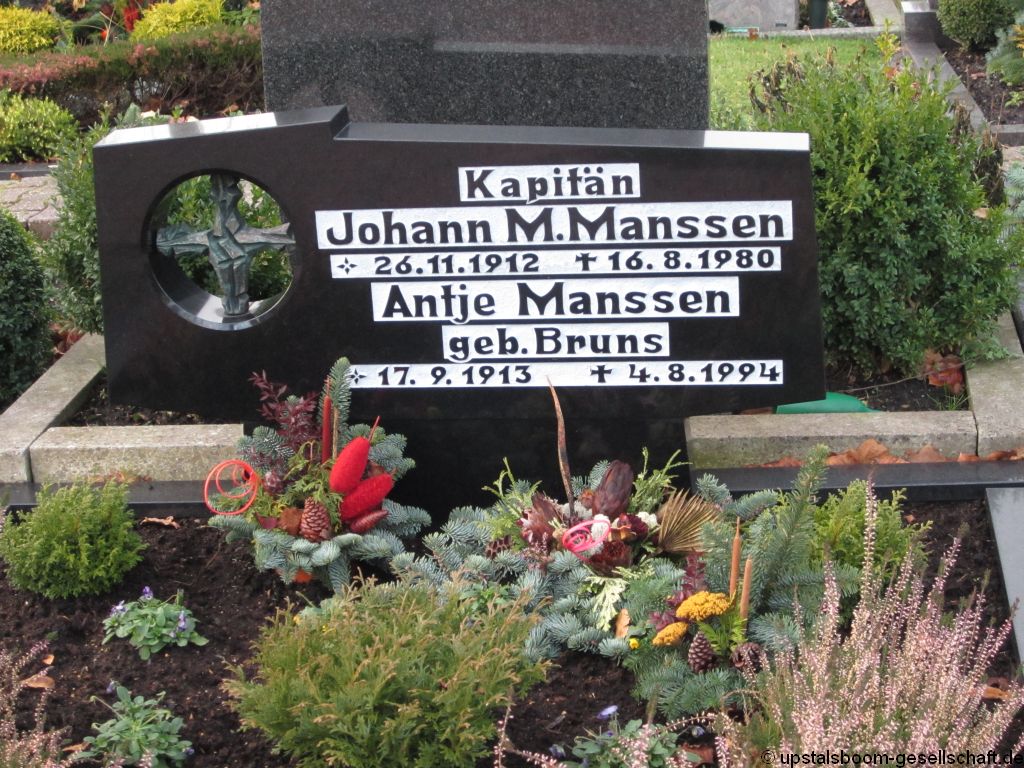 Kapitän
Johann M. Manssen
✧ 26.11.1912 ✝ 16.8.1980
Antje Manssen
geb. Bruns
✧ 17.9.1913 ✝ 4.8.1994
© upstalsboom-gesellschaft.de